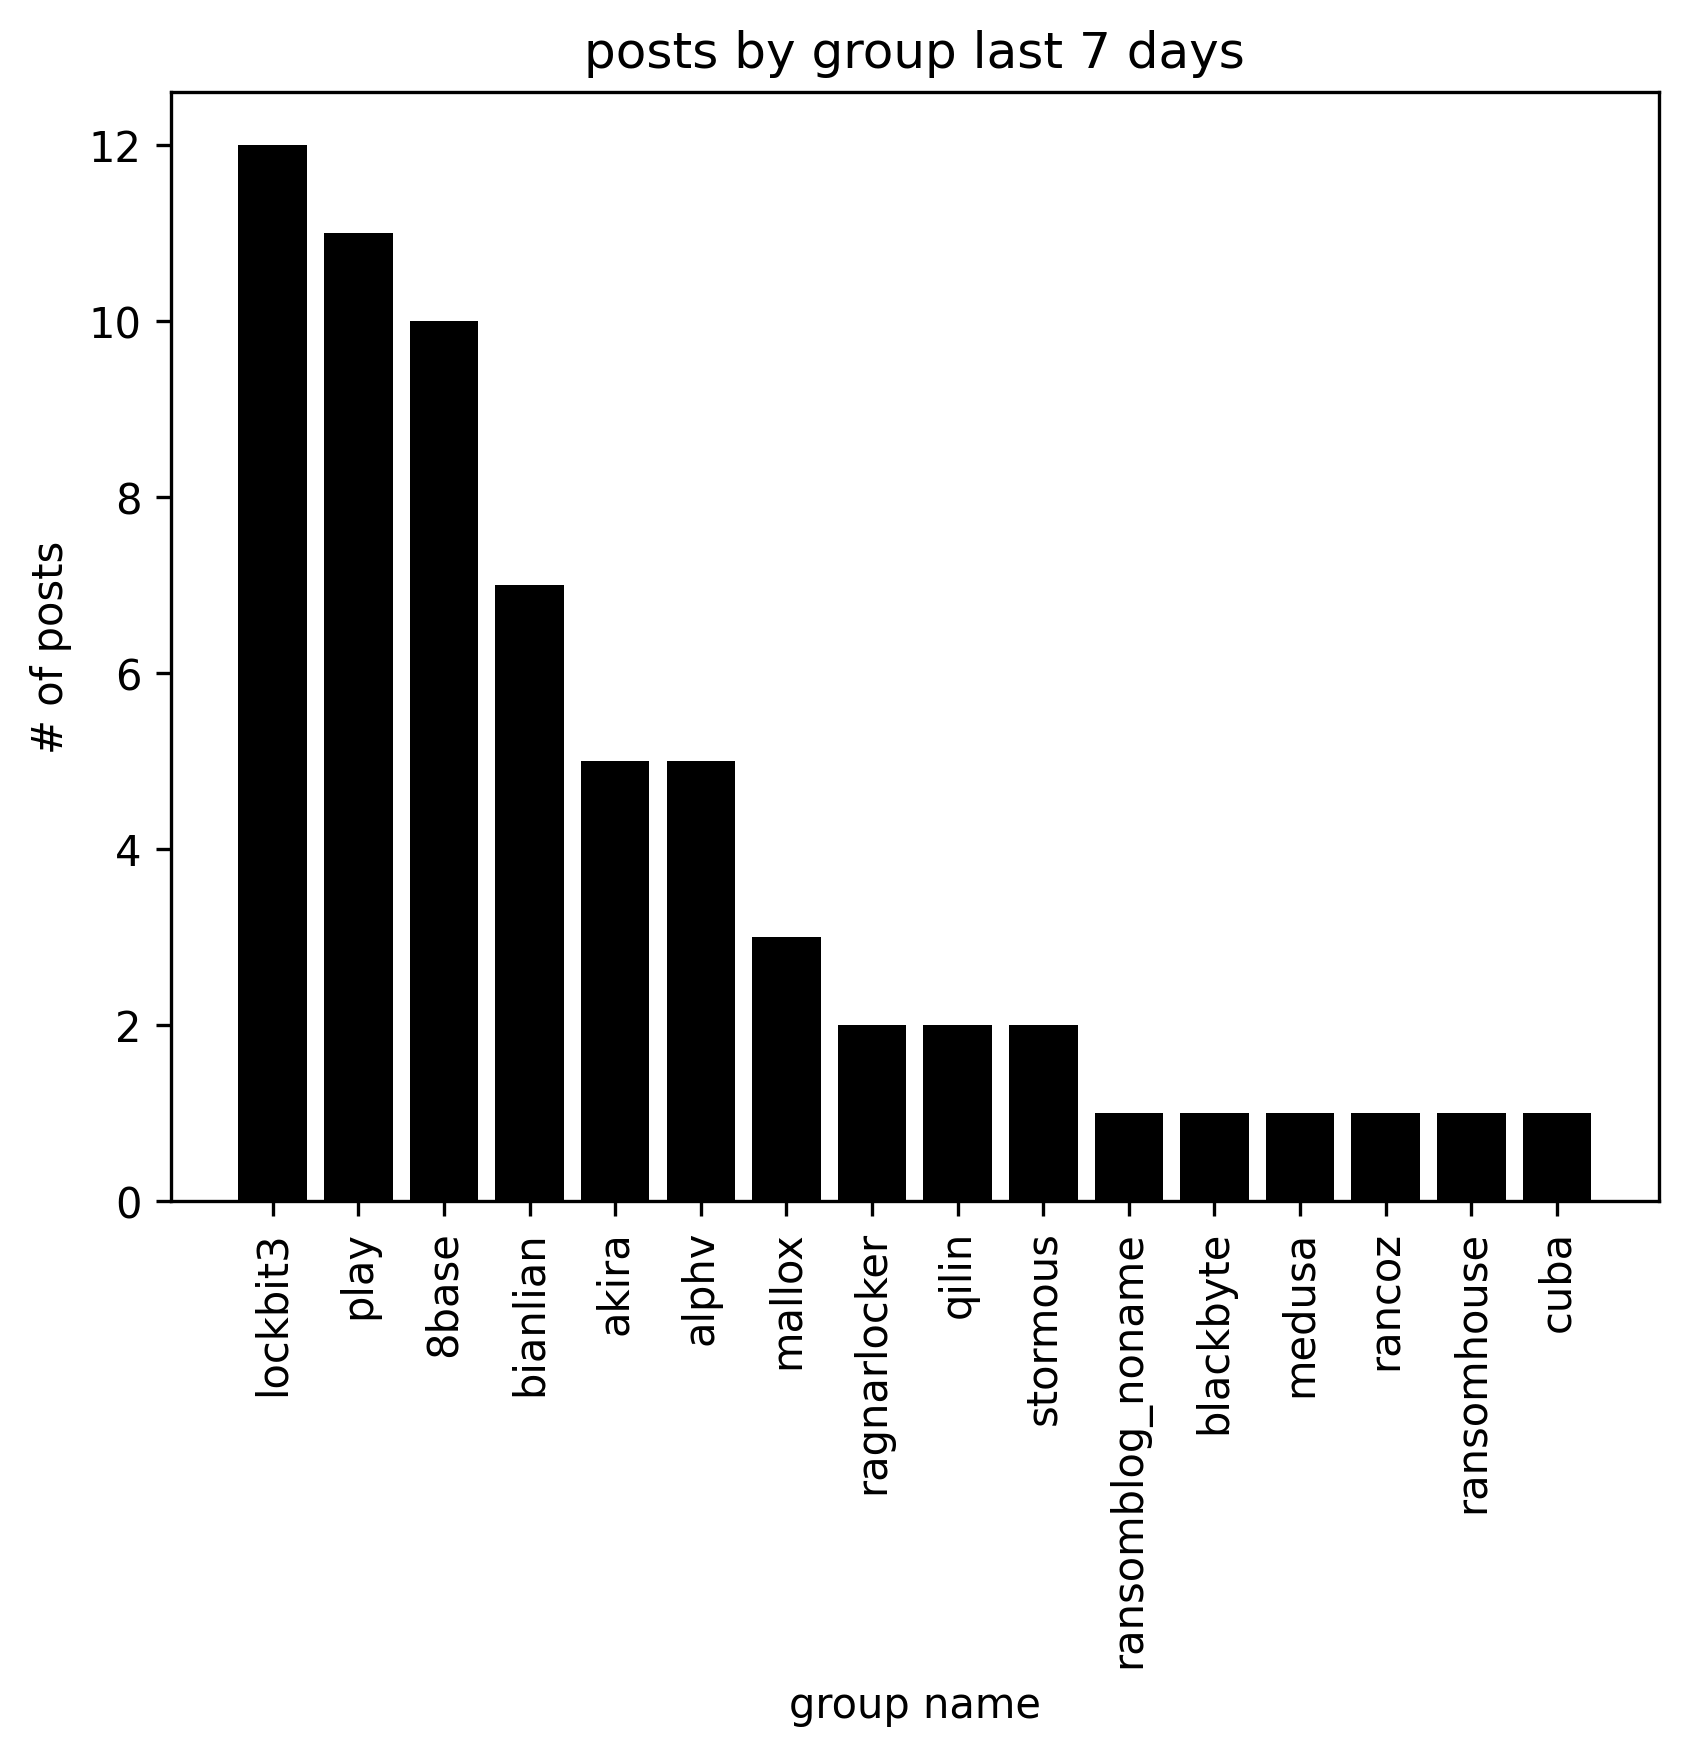 posts by group last 7 days
# of posts
12
10
8
6
4
2
0
lockbit3
play
8base
bianlian
akira
alphv
mallox
ragnarlocker
qilin
stormous
ransomblog_noname
blackbyte
medusa
rancoz
ransomhouse
cuba
group name